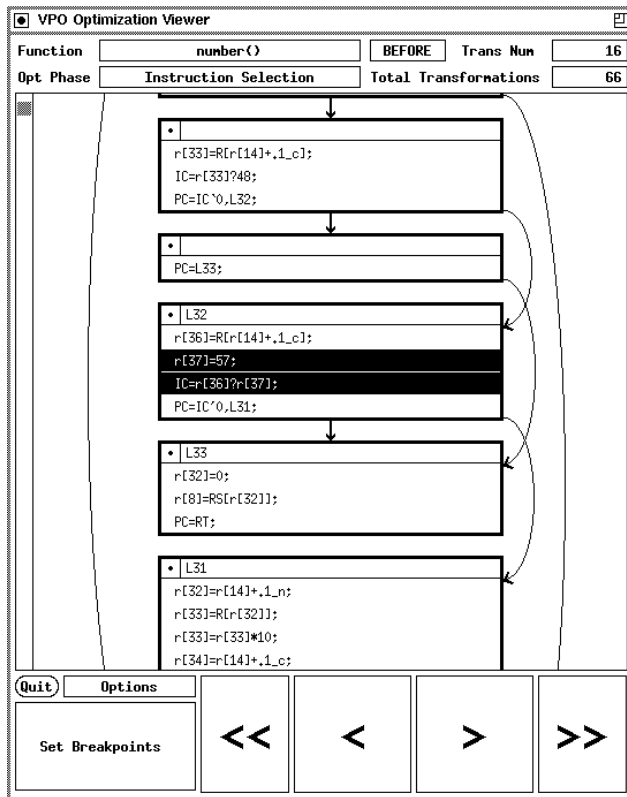 VPO Optimization Viewer
Function number() BEFORE Trans Num 16
Opt Phase Instruction Selection Total Transformations 66
r[33]=R[r[14]+.1_c];
IC=r[33]?48;
PC=IC`0,L32;
PC=L33;
L32
r[36]=R[r[14]+.1_c];
r[37]=57;
IC=r[36]?r[37];
PC=IC'0,L31;
L33
r[32]=0;
r[8]=RS[r[32]];
PC=RT;
L31
r[32]=r[14]+.1_n;
r[33]=R[r[32]];
r[33]=r[33]*10;
r[34]=r[14]+.1_c;
Quit Options
Set Breakpoints << < > >>